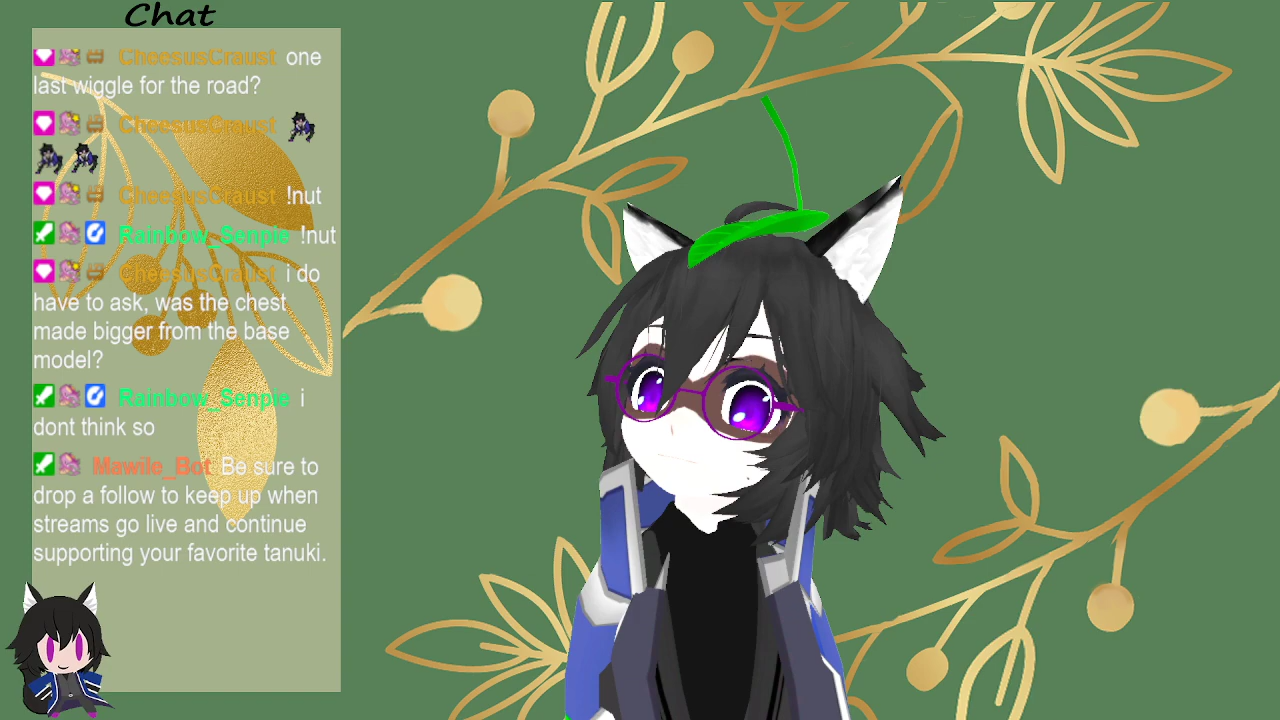 Chat
CheesusCraust one
last wiggle for the road?
CheesusCraust
CheesusCraust !nut
Rainbow_Senpie !nut
CheesusCraust i do
have to ask, was the chest
made bigger from the base
model?
Rainbow_Senpie i
dont think so
Mawile_Bot Be sure to
drop a follow to keep up when
streams go live and continue
supporting your favorite tanuki.